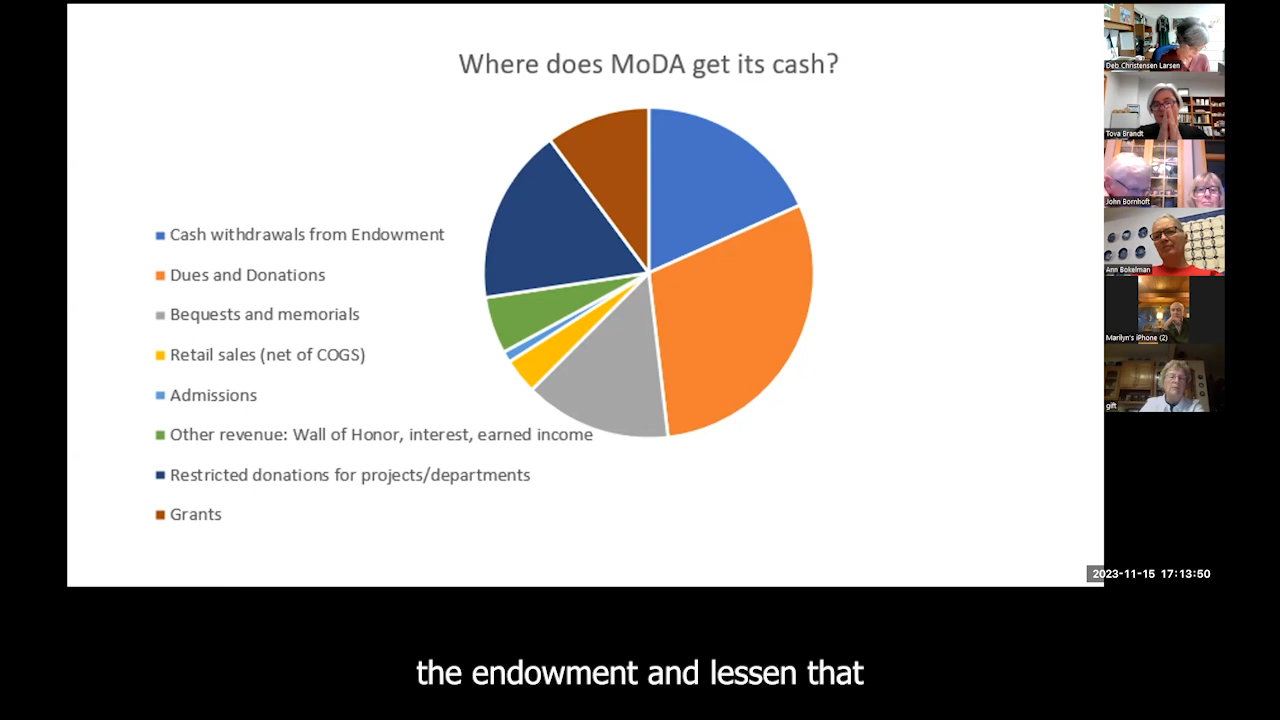 Where does MoDA get its cash?
Cash withdrawals from Endowment
Dues and Donations
Bequests and memorials
Retail sales (net of COGS)
Admissions
Other revenue: Wall of Honor, interest, earned income
Restricted donations for projects/departments
Grants
Deb Christensen Larsen
Tova Brandt
John Bornhoft
Ann Bokelman
Marilyn's iPhone (2)
gift
2023-11-15 17:13:50
the endowment and lessen that